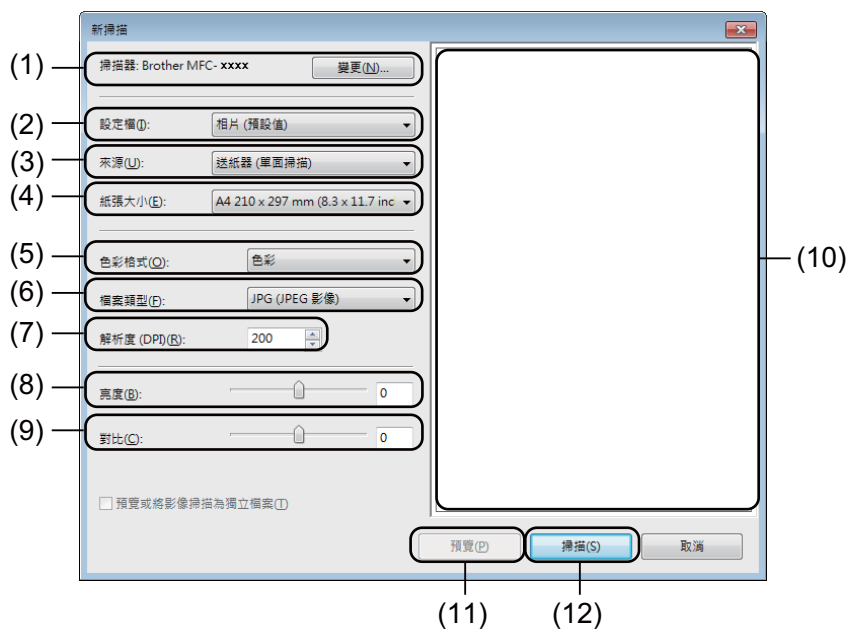 新掃描
(1) 掃描器: Brother MFC- xxxx 變更(N)...
(2) 設定檔(I): 相片 (預設值)
(3) 來源(U): 送紙器 (單面掃描)
(4) 紙張大小(E): A4 210 x 297 mm (8.3 x 11.7 inc
(5) 色彩格式(O): 色彩
(10)
(6) 檔案類型(F): JPG (JPEG 影像)
(7) 解析度 (DPI)(R): 200
(8) 亮度(B): 0
(9) 對比(C): 0
預覽或將影像掃描為獨立檔案(T)
預覽(P) 掃描(S) 取消
(11) (12)